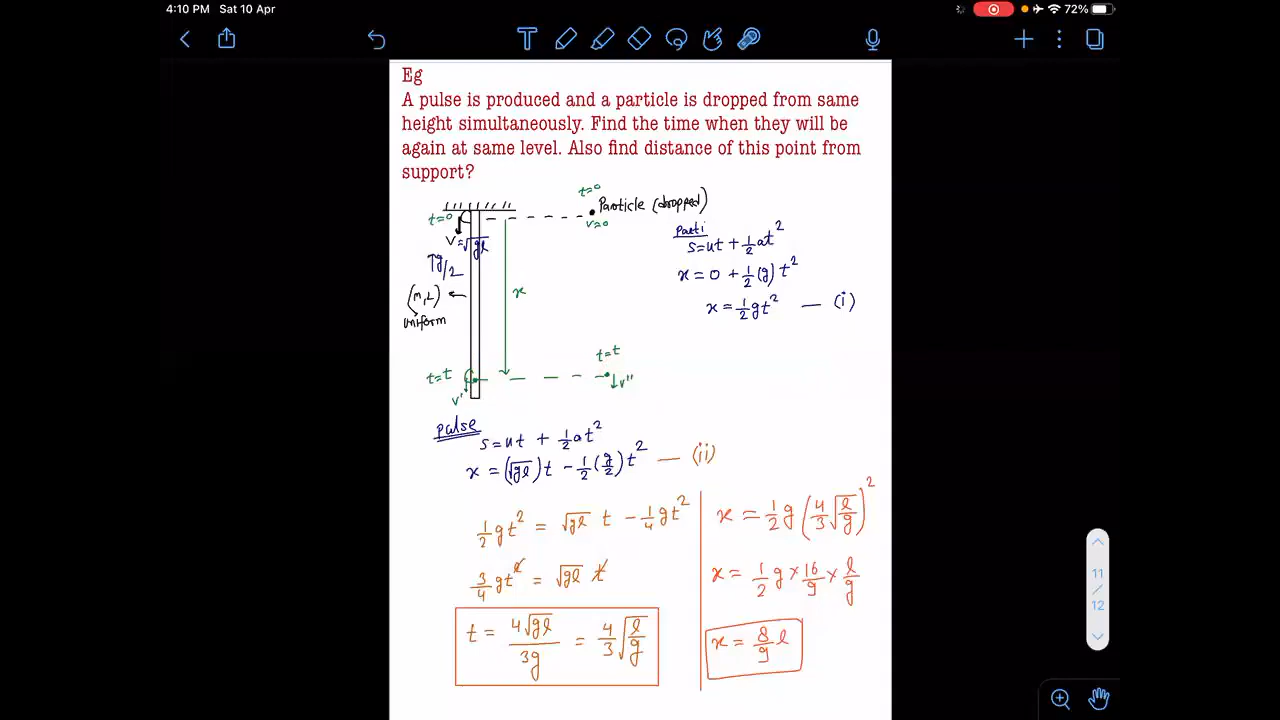 4:10 PM Sat 10 Apr
72%
T
Eg
A pulse is produced and a particle is dropped from same
height simultaneously. Find the time when they will be
again at same level. Also find distance of this point from
support?
t=0
Particle (dropped)
t=0
v=0
v=√gl
↑g/2
(m,L)
uniform
x
t=t
v'
t=t
↓v''
Parti
s=ut+½at²
x=0+½(g)t²
x=½gt² — (i)
pulse
s=ut+½at²
x=(√gl)t-½(g/2)t² — (ii)
½gt²=√gl t-¼gt²
¾gt²=√gl t
t=4√gl/3g=4/3√l/g
x=½g(4/3√l/g)²
x=½g×16/9×l/g
x=8/9 l
11
/
12